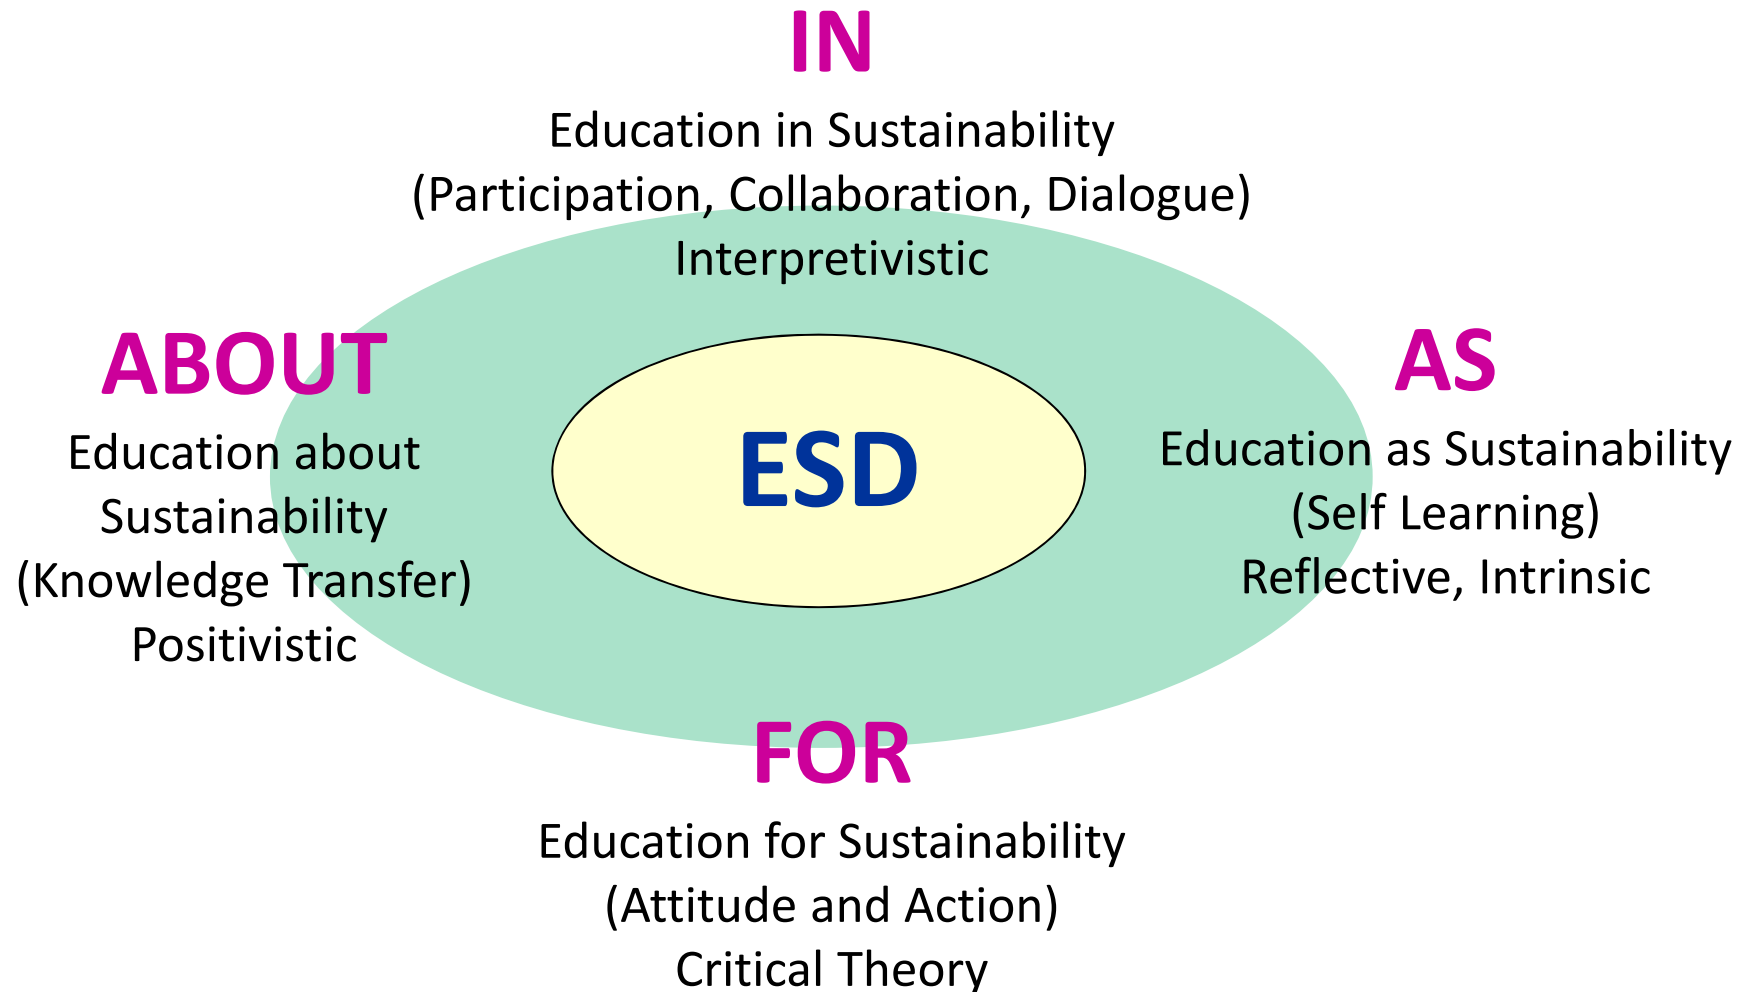 IN
Education in Sustainability
(Participation, Collaboration, Dialogue)
Interpretivistic
ABOUT
Education about
Sustainability
(Knowledge Transfer)
Positivistic
ESD
AS
Education as Sustainability
(Self Learning)
Reflective, Intrinsic
FOR
Education for Sustainability
(Attitude and Action)
Critical Theory